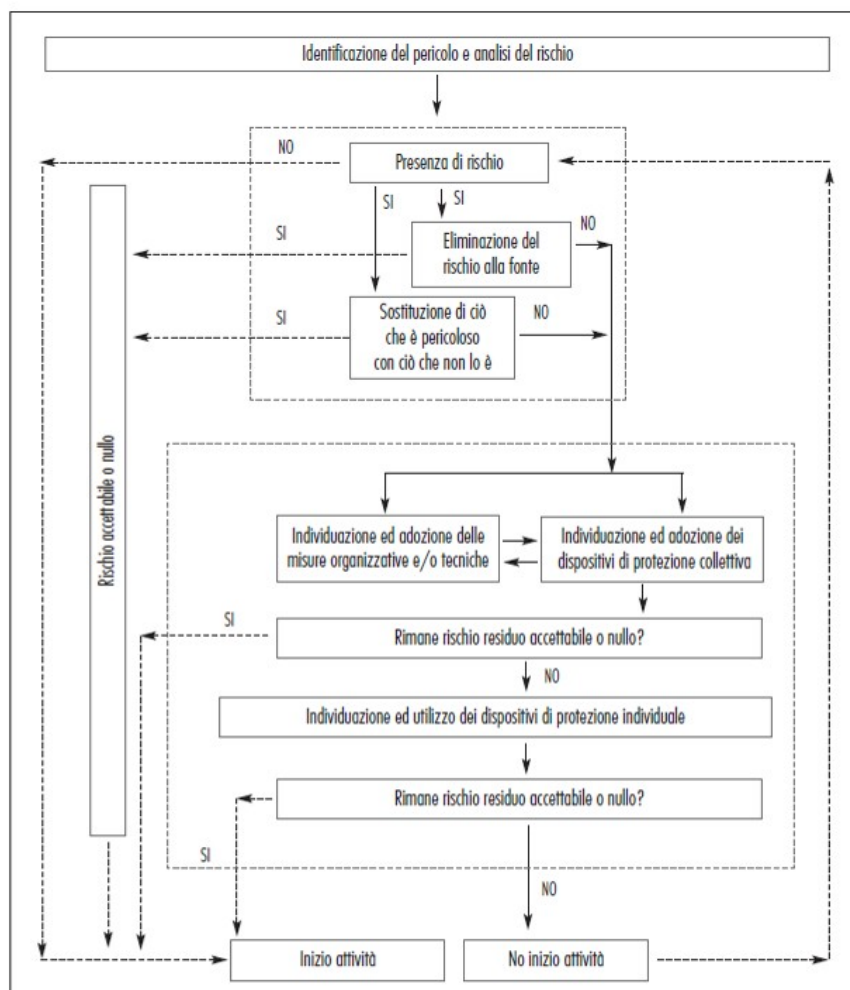 Identificazione del pericolo e analisi del rischio
NO
Presenza di rischio
SI
SI
SI
Eliminazione del
rischio alla fonte
NO
SI
Sostituzione di ciò
che è pericoloso
con ciò che non lo è
NO
Rischio accettabile o nullo
Individuazione ed adozione delle
misure organizzative e/o tecniche
Individuazione ed adozione dei
dispositivi di protezione collettiva
SI
Rimane rischio residuo accettabile o nullo?
NO
Individuazione ed utilizzo dei dispositivi di protezione individuale
Rimane rischio residuo accettabile o nullo?
SI
NO
Inizio attività
No inizio attività